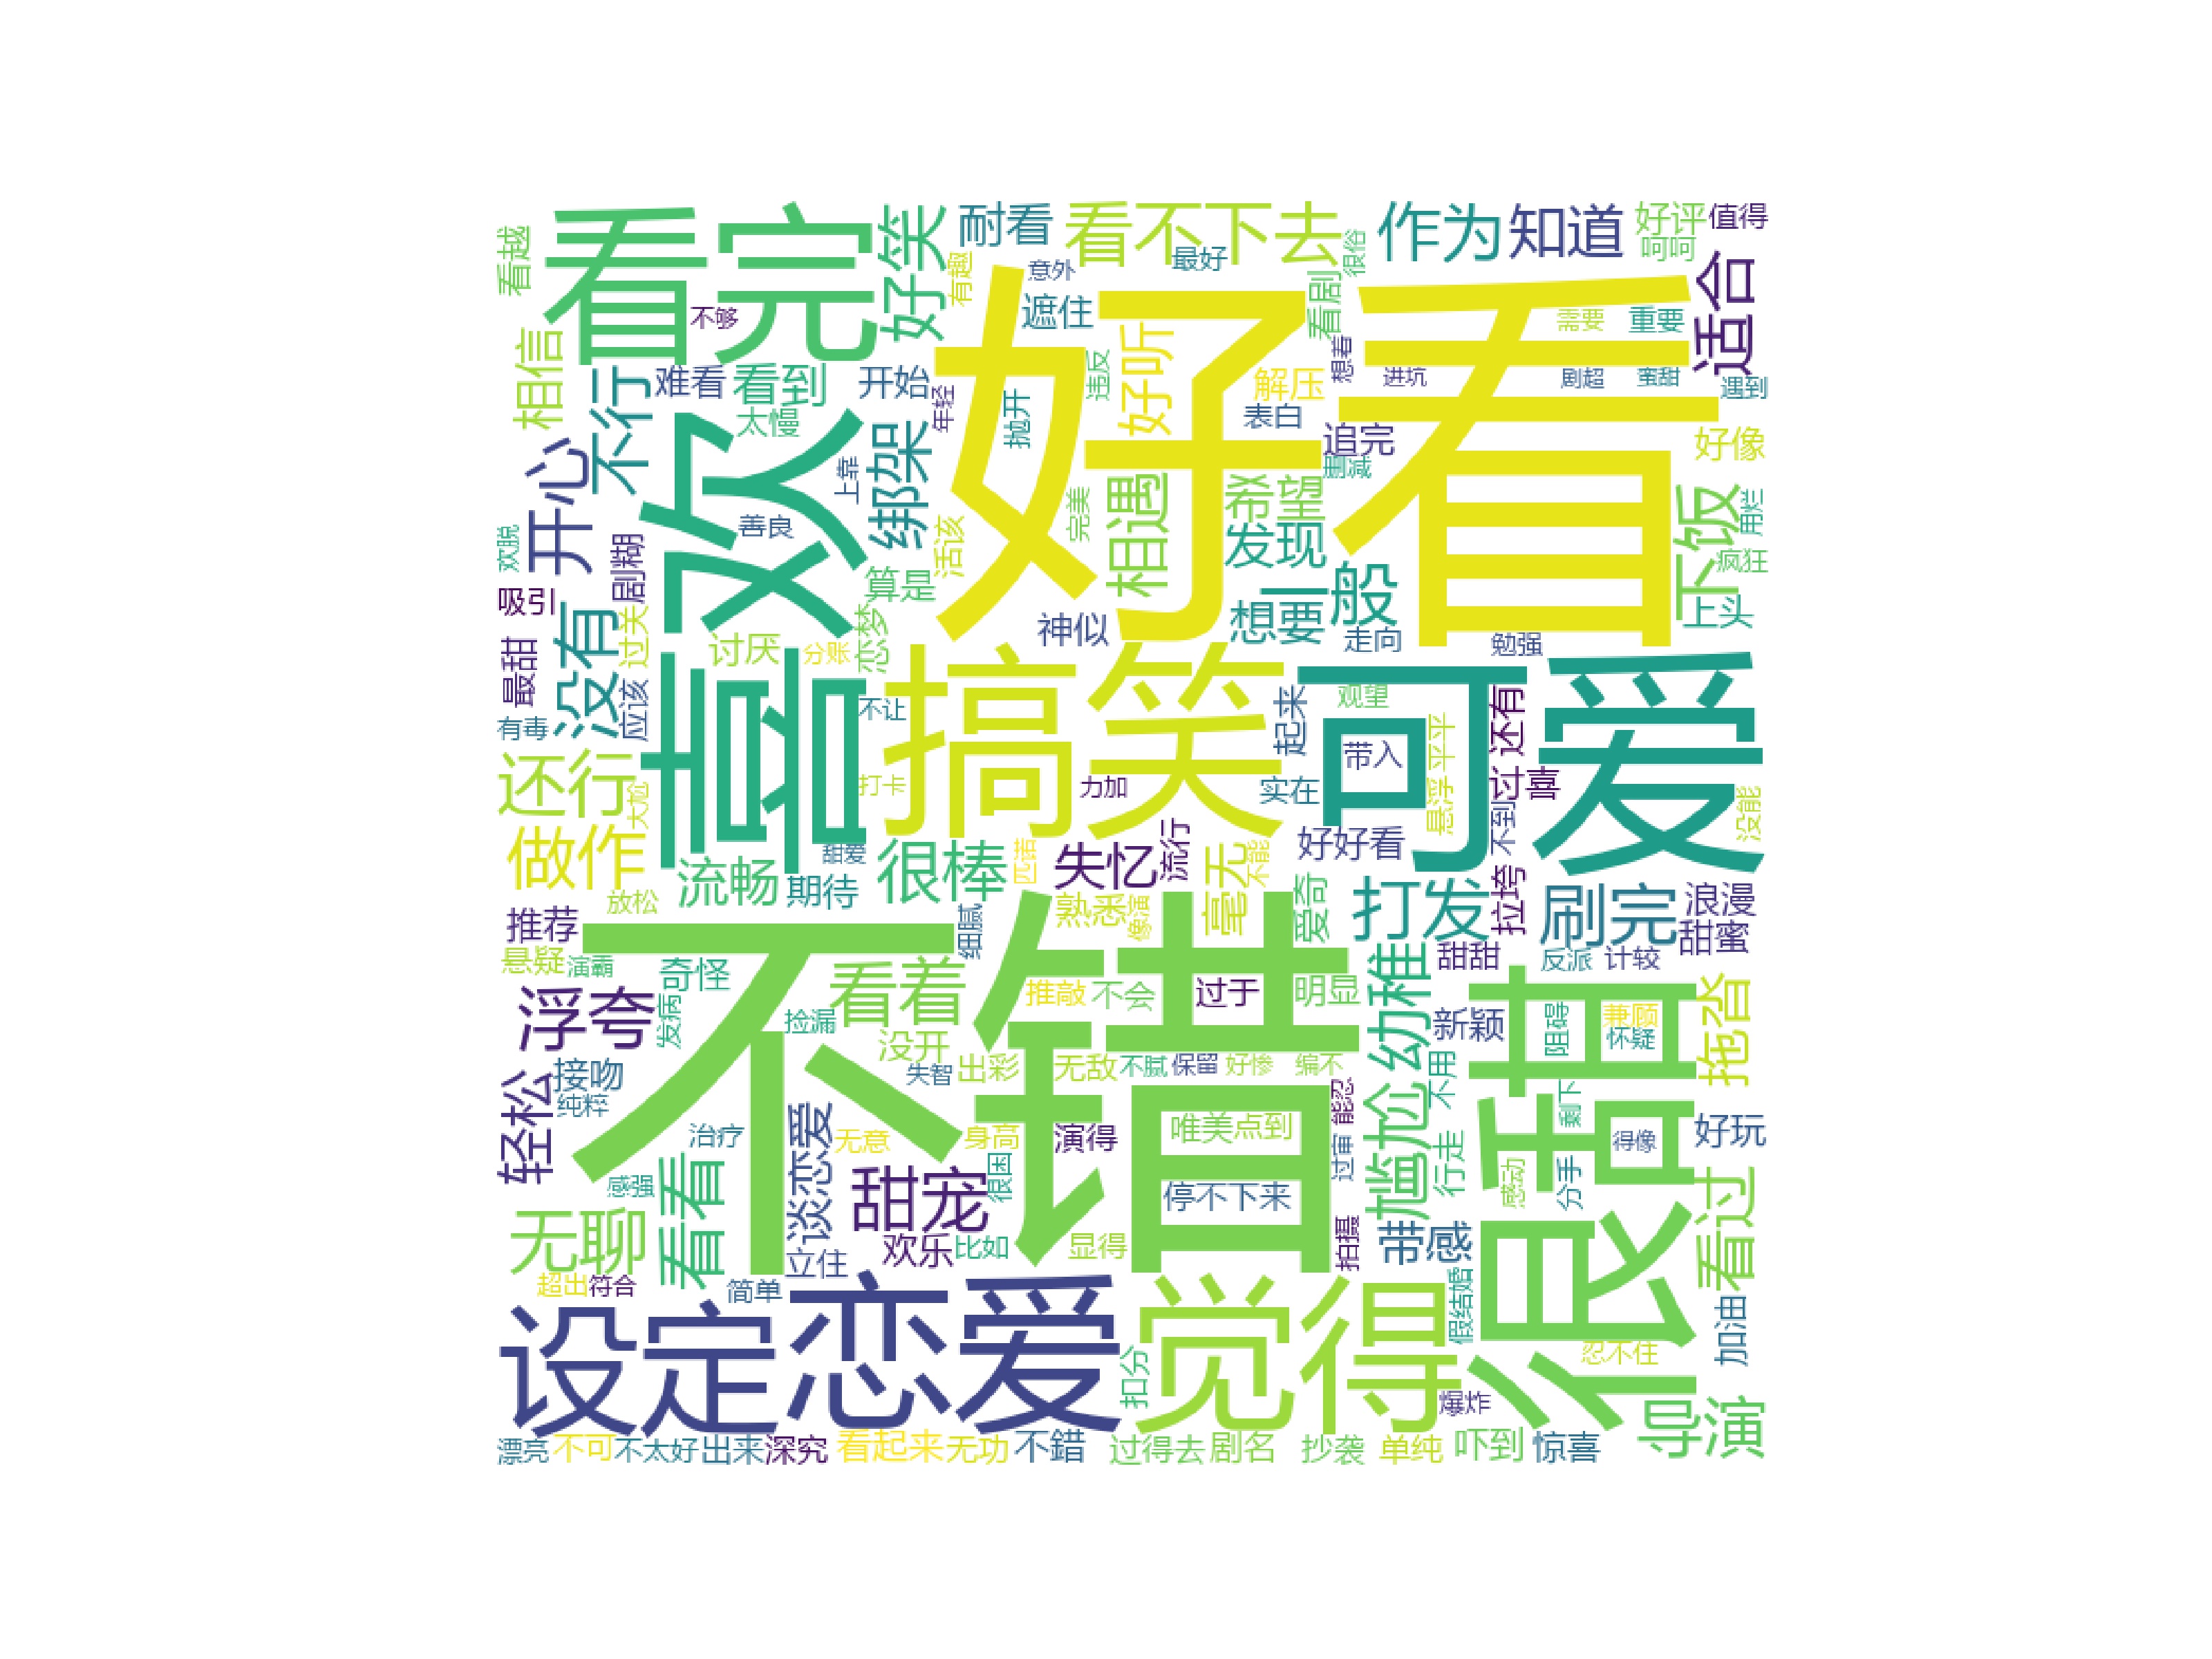 看越
看完
好笑
耐看
有趣
意外
看不下去
最好
很俗
作为
知道
好评
呵呵
值得
适合
不够
遮住
看剧
需要
重要
好看
相信
不行
难看
看到
开始
年轻
抛开
违反
好听
解压
想着
进坑
剧超
蜜甜
遇到
太慢
表白
追完
删减
好像
开心
喜欢
绑架
上靠
善良
活该
完美
相遇
希望
发现
一般
下饭
用烂
疯狂
欢脱
剧糊
吸引
算是
神似
想要
走向
勉强
上头
没有
过关
讨厌
分账
恋梦
最甜
有毒
应该
不让
搞笑
起来
观望
可爱
带入
平平
还有
还行
大尬
打卡
力加
实在
悬浮
过喜
不到
没能
做作
流畅
甜爱
很棒
匹诺
失忆
流行
好好看
毫无
不能
放松
期待
推荐
细腻
熟悉
像演
爱奇
打发
拉垮
刷完
浪漫
甜蜜
悬疑
演霸
奇怪
不错
看着
推敲
不会
过于
明显
幼稚
甜甜
反派
计较
浮夸
发病
捡漏
没开
新颖
很甜
阻碍
兼顾
怀疑
拖沓
轻松
接吻
纯粹
失智
出彩
无敌
不腻
保留
好惨
编不
能忍
尴尬
不用
剩下
治疗
谈恋爱
无意
身高
演得
唯美
点到
过审
行走
得像
好玩
感强
看看
甜宠
很困
停不下来
感动
分手
看过
无聊
立住
欢乐
比如
显得
拍摄
带感
超出
符合
简单
假结婚
加油
设定
恋爱
觉得
扣分
忍不住
爆炸
导演
漂亮
不可
不太好
出来
深究
看起来
无功
不錯
过得去
剧名
抄袭
单纯
吓到
惊喜